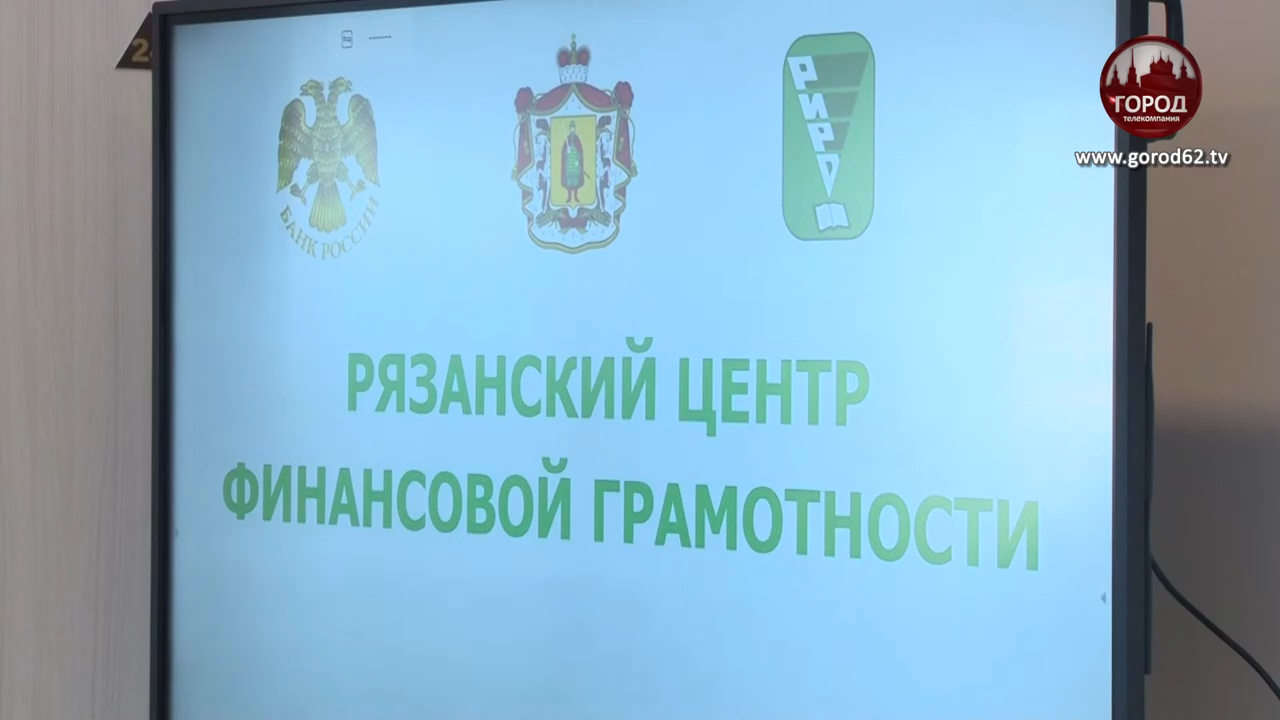 ГОРОД
телекомпания
www.gorod62.tv
БАНК РОССИИ
РИРО
РЯЗАНСКИЙ ЦЕНТР
ФИНАНСОВОЙ ГРАМОТНОСТИ